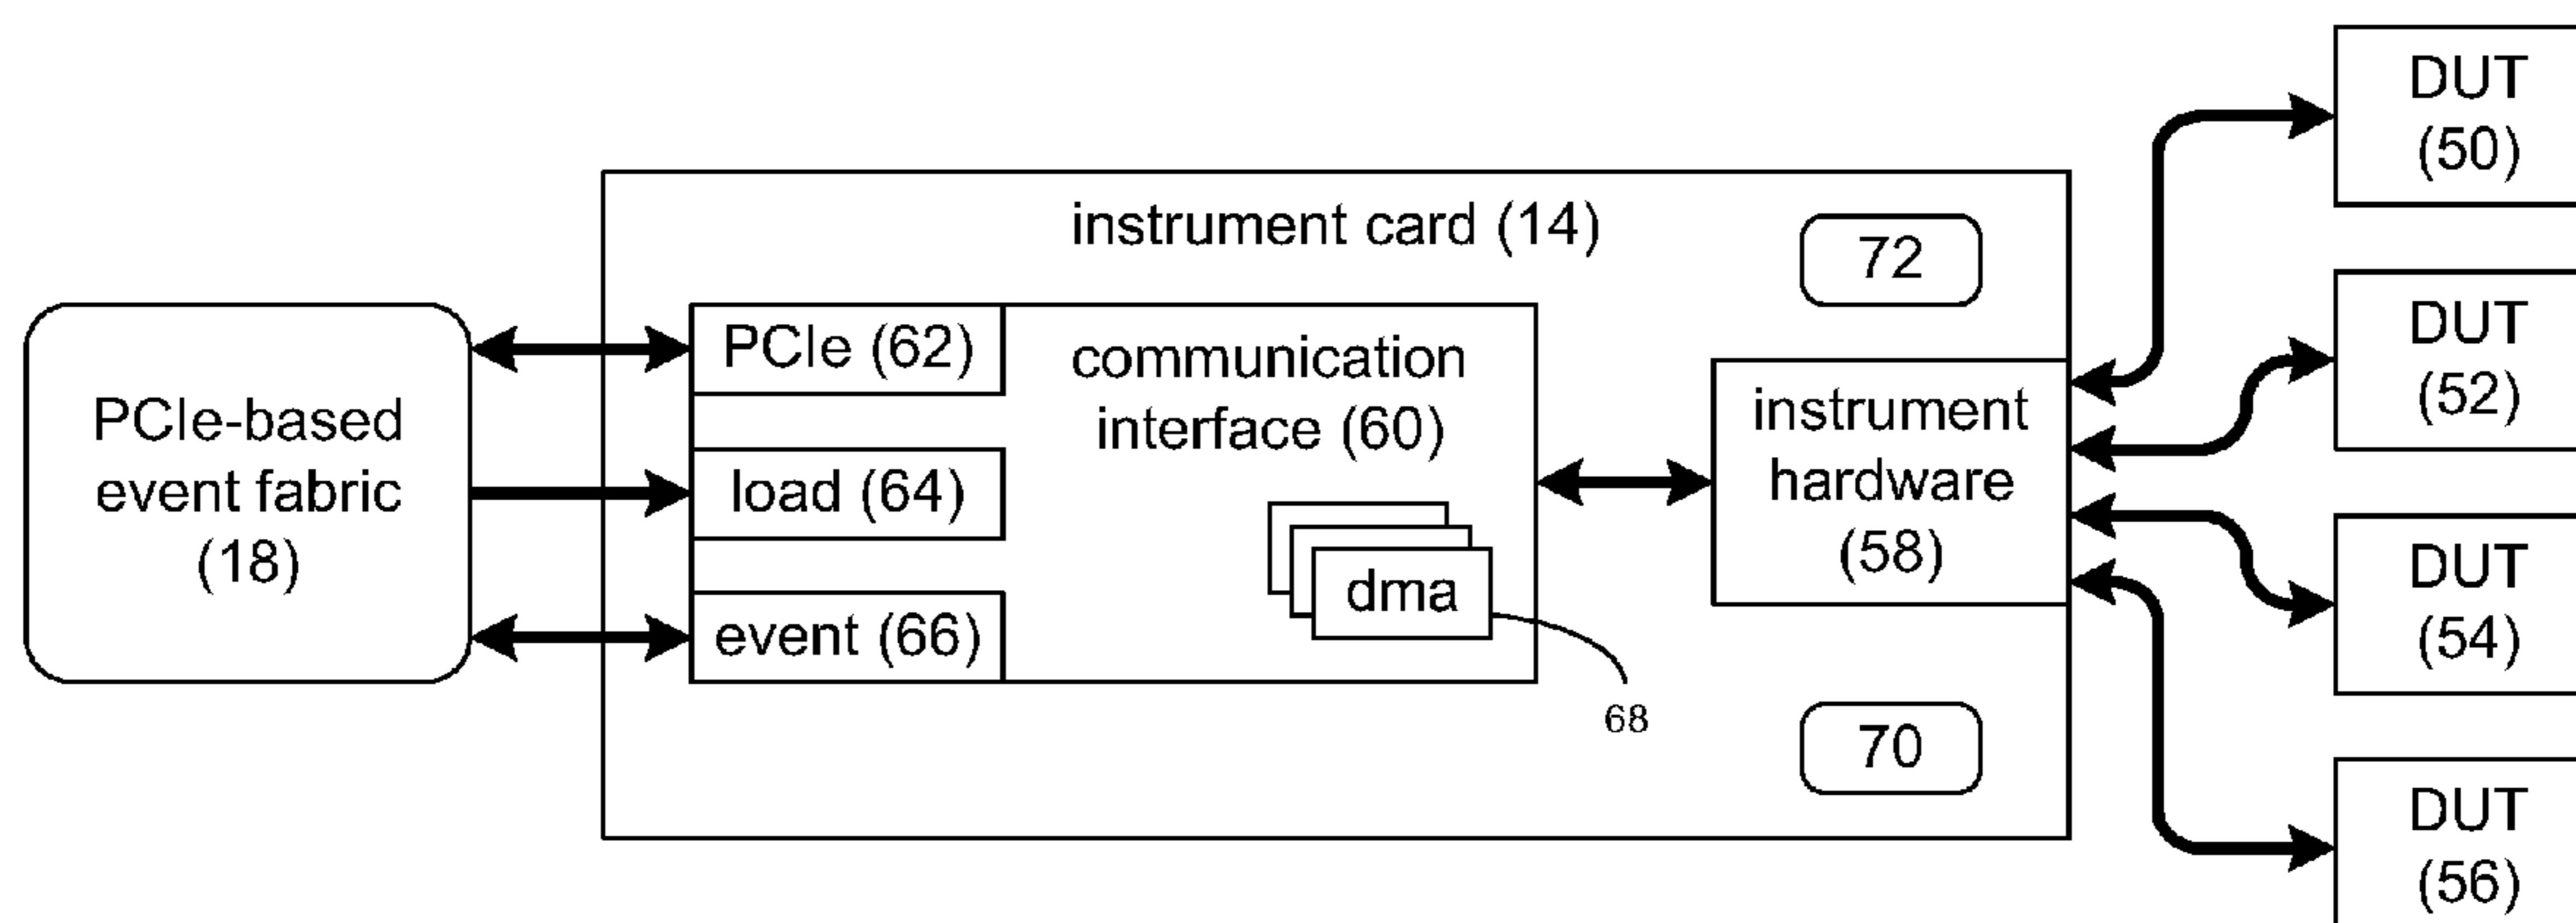 PCIe-based
event fabric
(18)
instrument card (14)
PCIe (62)
load (64)
event (66)
communication
interface (60)
dma
68
72
instrument
hardware
(58)
70
DUT
(50)
DUT
(52)
DUT
(54)
DUT
(56)